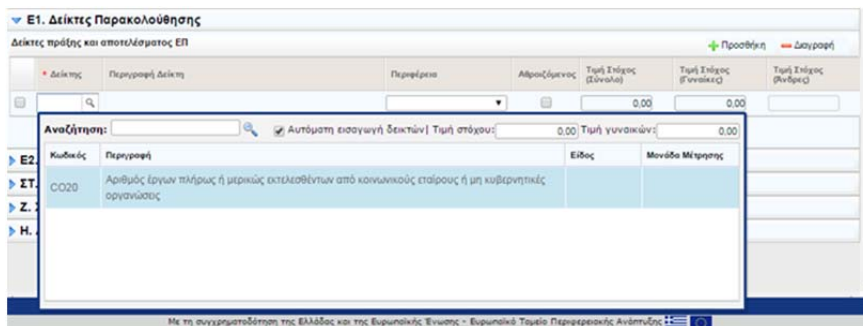 Ε1. Δείκτες Παρακολούθησης
Δείκτες πράξης και αποτελέσματος ΕΠ
Προσθήκη Διαγραφή
* Δείκτης Περιγραφή Δείκτη Περιφέρεια Αθροιζόμενος Τιμή Στόχος (Σύνολο) Τιμή Στόχος (Γυναίκες) Τιμή Στόχος (Άνδρες)
0,00 0,00
Αναζήτηση: Αυτόματη εισαγωγή δεικτών| Τιμή στόχου: 0,00 Τιμή γυναικών: 0,00
Κωδικός Περιγραφή Είδος Μονάδα Μέτρησης
CO20 Αριθμός έργων πλήρως ή μερικώς εκτελεσθέντων από κοινωνικούς εταίρους ή μη κυβερνητικές
οργανώσεις
Ε2.
ΣΤ.
Ζ.
Η.
Με τη συγχρηματοδότηση της Ελλάδας και της Ευρωπαϊκής Ένωσης - Ευρωπαϊκό Ταμείο Περιφερειακής Ανάπτυξης